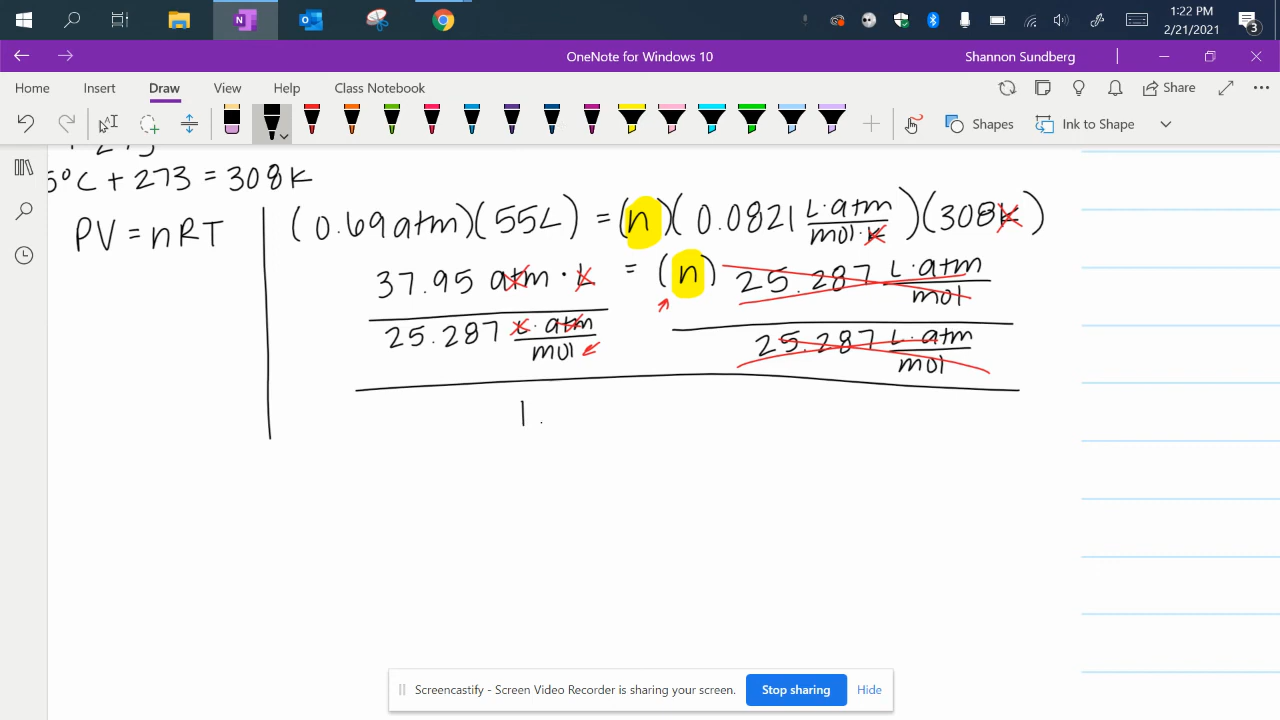 1:22 PM
2/21/2021
3
OneNote for Windows 10
Shannon Sundberg
Home Insert Draw View Help Class Notebook
Share
Shapes
Ink to Shape
5°C + 273 = 308K
PV = nRT
(0.69atm)(55L) = (n)(0.0821 L·atm/mol·K)(308K)
37.95 atm · L = (n) 25.287 L·atm/mol
25.287 L·atm/mol 25.287 L·atm/mol
1.
Screencastify - Screen Video Recorder is sharing your screen.
Stop sharing
Hide